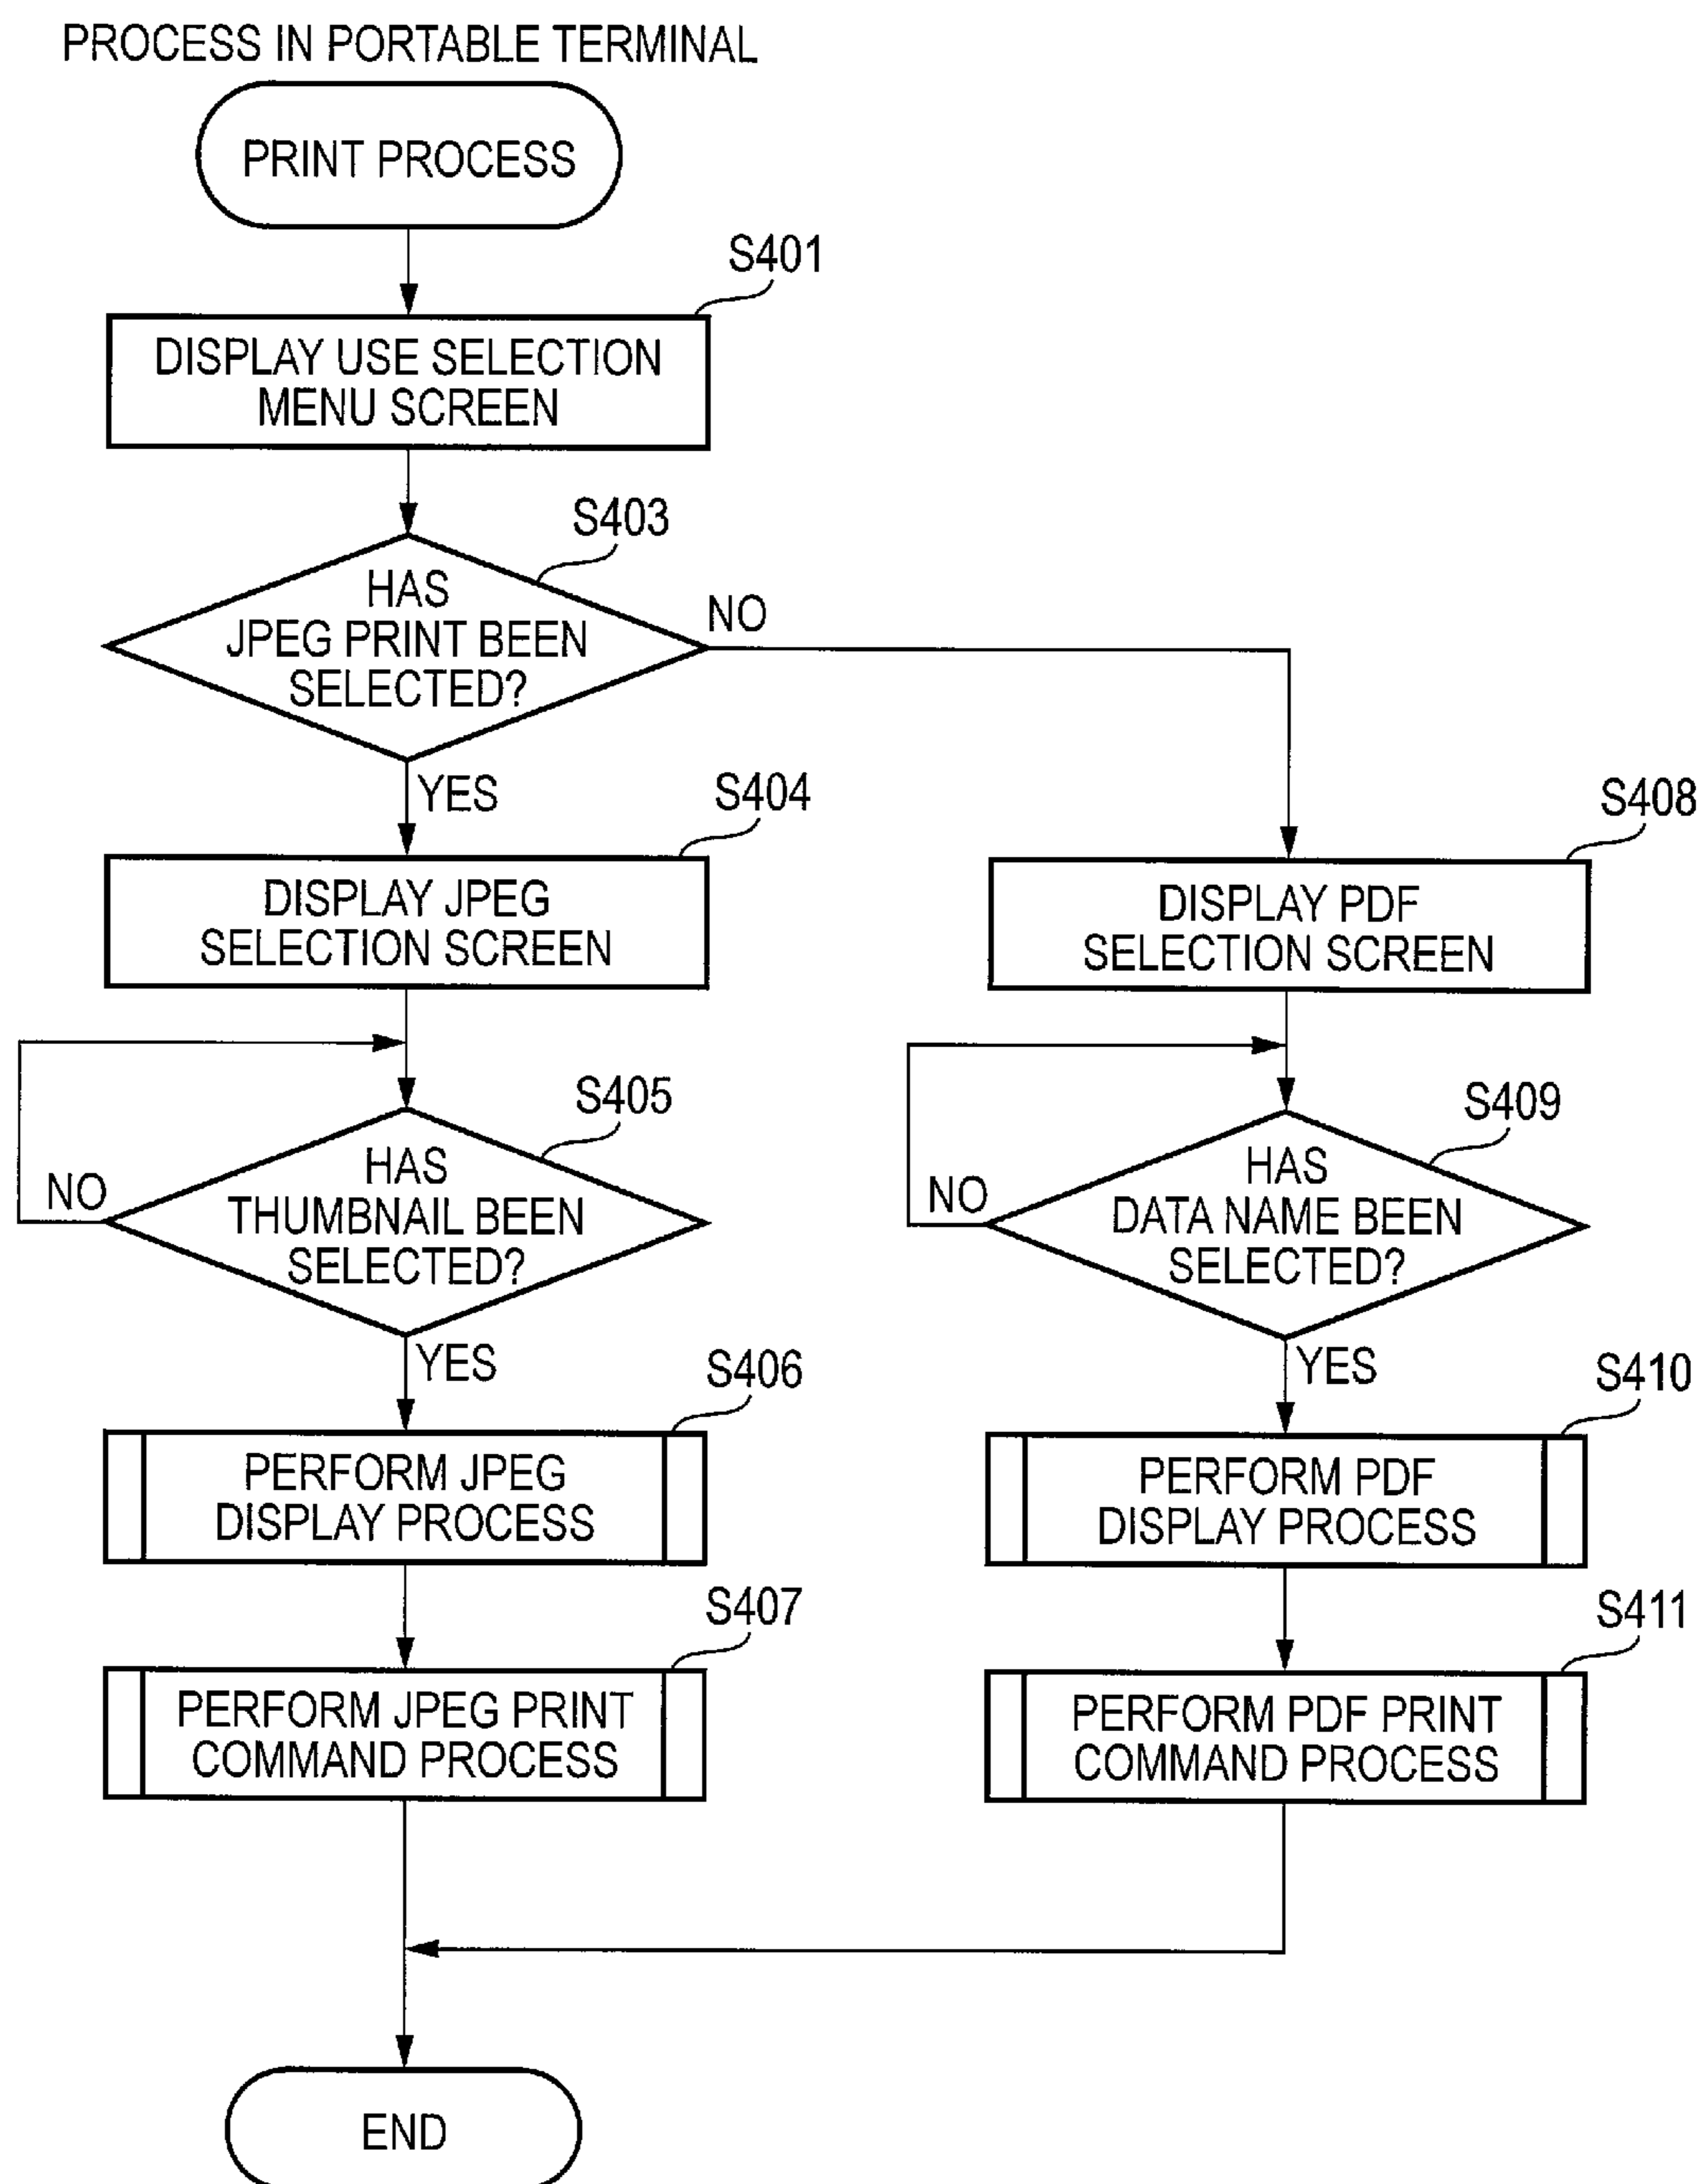 PROCESS IN PORTABLE TERMINAL
PRINT PROCESS
S401
DISPLAY USE SELECTION
MENU SCREEN
S403
HAS
JPEG PRINT BEEN
SELECTED?
NO
YES
S404
DISPLAY JPEG
SELECTION SCREEN
S405
HAS
THUMBNAIL BEEN
SELECTED?
NO
YES
S406
PERFORM JPEG
DISPLAY PROCESS
S407
PERFORM JPEG PRINT
COMMAND PROCESS
S408
DISPLAY PDF
SELECTION SCREEN
S409
HAS
DATA NAME BEEN
SELECTED?
NO
YES
S410
PERFORM PDF
DISPLAY PROCESS
S411
PERFORM PDF PRINT
COMMAND PROCESS
END